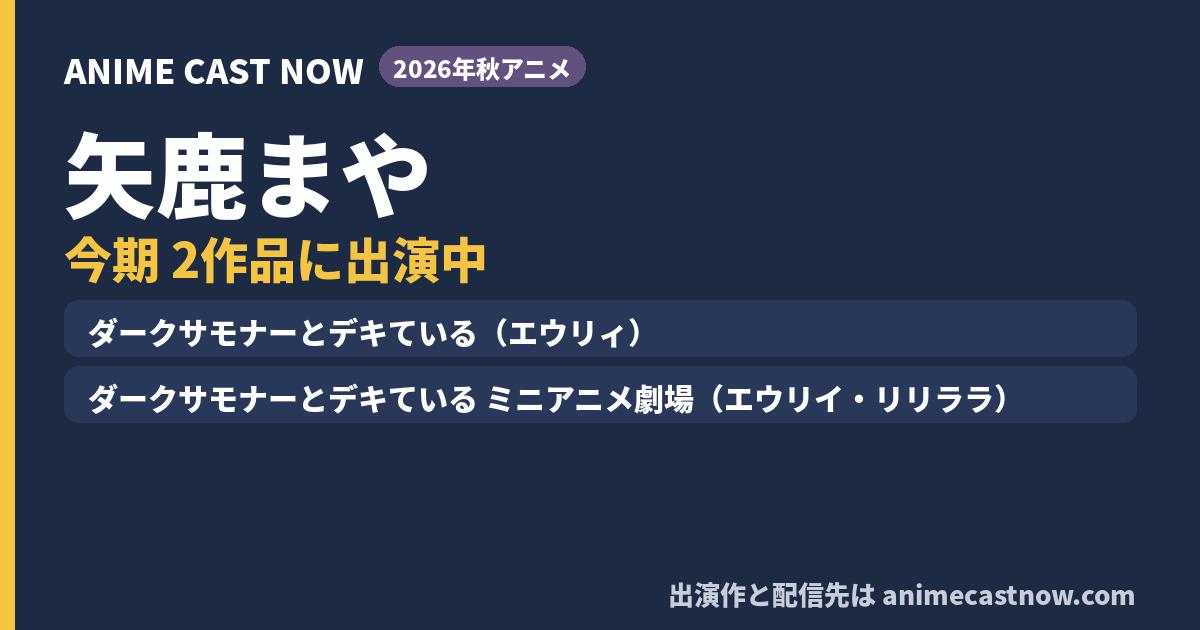 ANIME CAST NOW 2026年秋アニメ
矢鹿まや
今期 2作品に出演中
ダークサモナーとデキている（エウリィ）
ダークサモナーとデキている ミニアニメ劇場（エウリイ・リリララ）
出演作と配信先は animecastnow.com